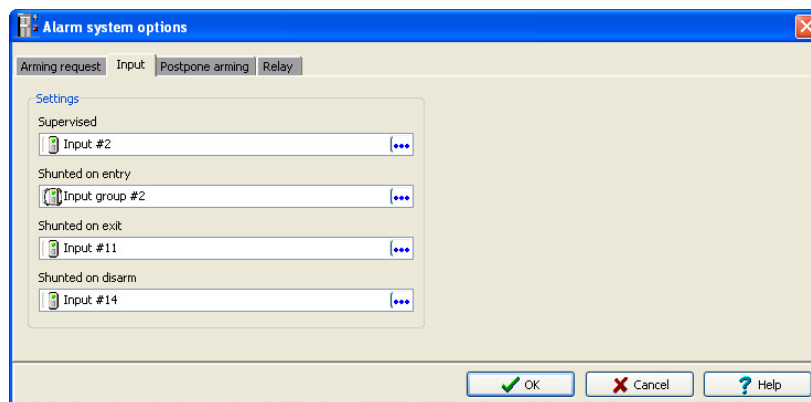 Alarm system options
Arming request Input Postpone arming Relay
Settings
Supervised
Input #2
Shunted on entry
Input group #2
Shunted on exit
Input #11
Shunted on disarm
Input #14
OK Cancel Help